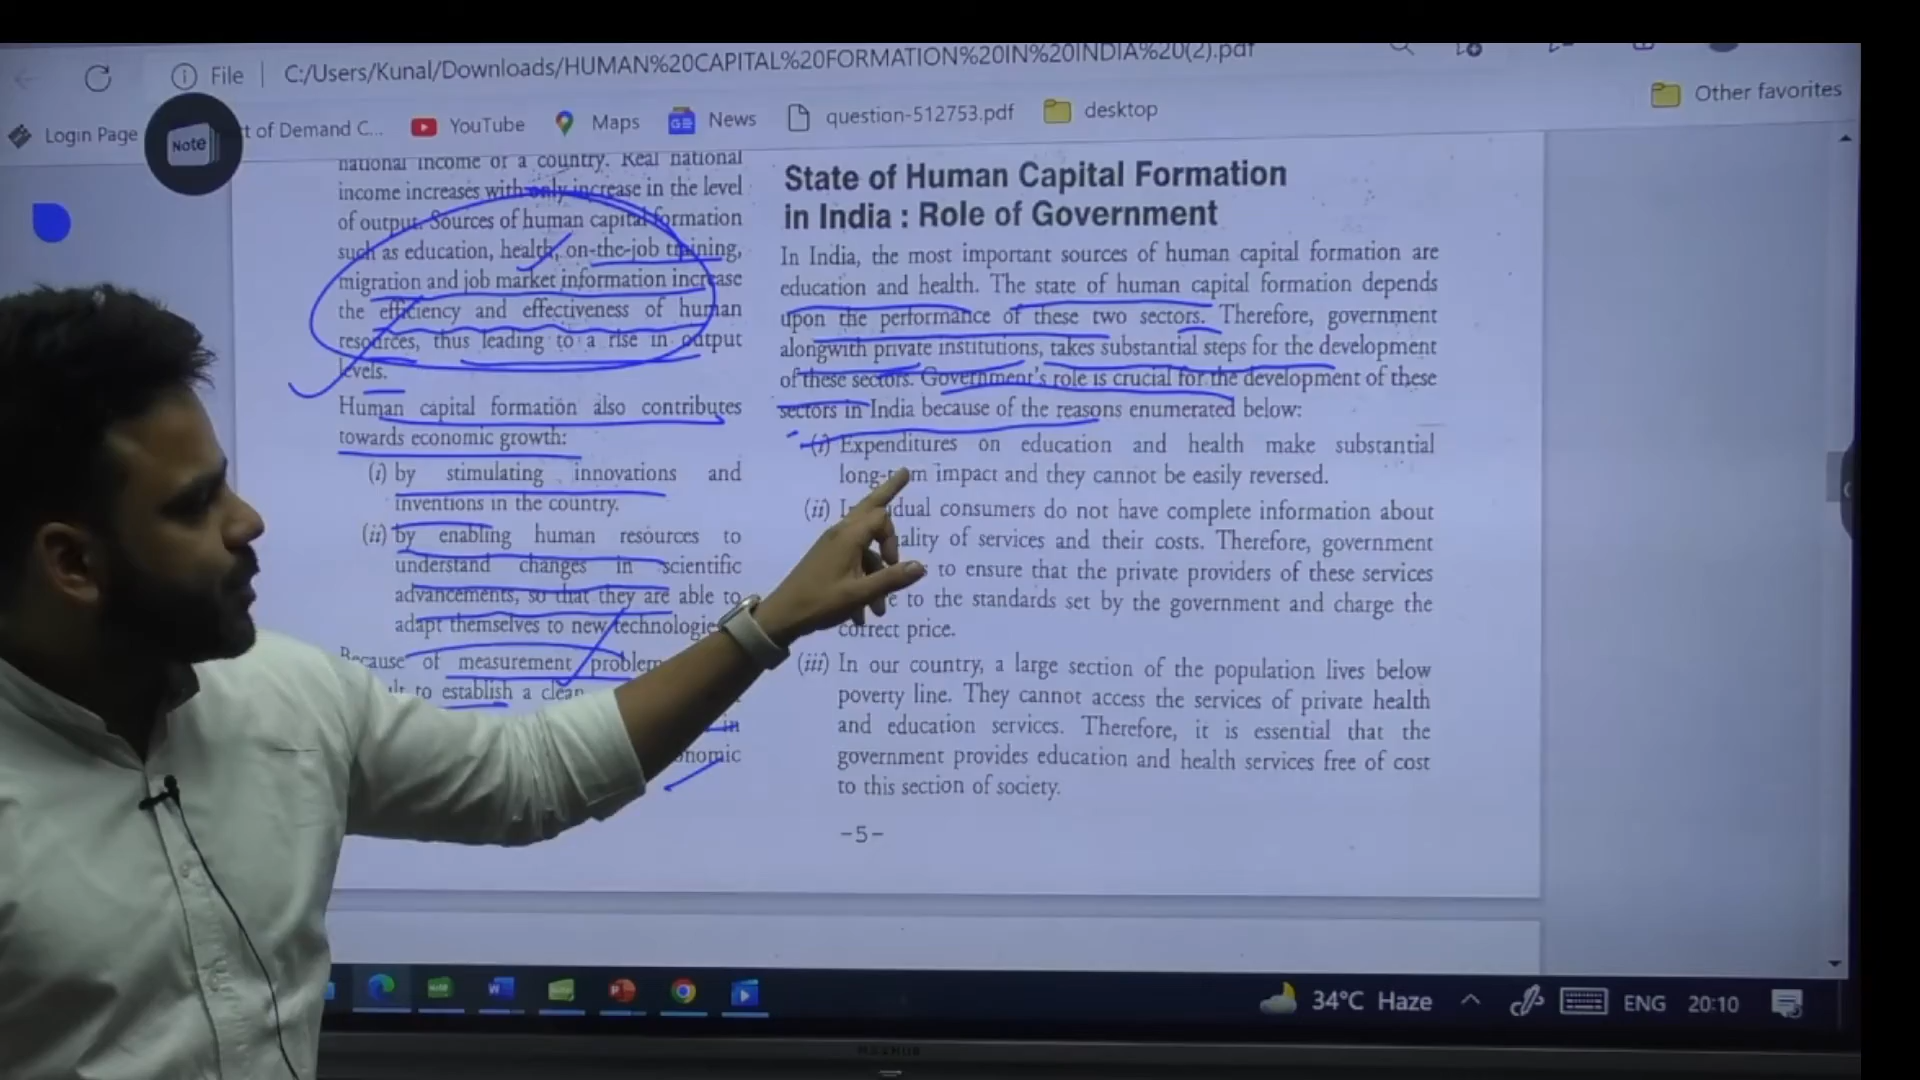 File | C:/Users/Kunal/Downloads/HUMAN%20CAPITAL%20FORMATION%20IN%20INDIA%20(2).pdf
Login Page
Note
t of Demand C...
YouTube
Maps
News
question-512753.pdf
desktop
Other favorites
national income of a country. Real national
income increases with only increase in the level
of output. Sources of human capital formation
such as education, health, on-the-job training,
migration and job market information increase
the efficiency and effectiveness of human
resources, thus leading to a rise in output
levels.
Human capital formation also contributes
towards economic growth:
(i) by stimulating innovations and
inventions in the country.
(ii) by enabling human resources to
understand changes in scientific
advancements, so that they are able to
adapt themselves to new technologie
Because of measurement problem
to establish a clea
in
nomic
State of Human Capital Formation
in India : Role of Government
In India, the most important sources of human capital formation are
education and health. The state of human capital formation depends
upon the performance of these two sectors. Therefore, government
alongwith private institutions, takes substantial steps for the development
of these sectors. Government's role is crucial for the development of these
sectors in India because of the reasons enumerated below:
(i) Expenditures on education and health make substantial
long-term impact and they cannot be easily reversed.
(ii) I dual consumers do not have complete information about
ality of services and their costs. Therefore, government
to ensure that the private providers of these services
e to the standards set by the government and charge the
correct price.
(iii) In our country, a large section of the population lives below
poverty line. They cannot access the services of private health
and education services. Therefore, it is essential that the
government provides education and health services free of cost
to this section of society.
-5-
34°C Haze
ENG
20:10